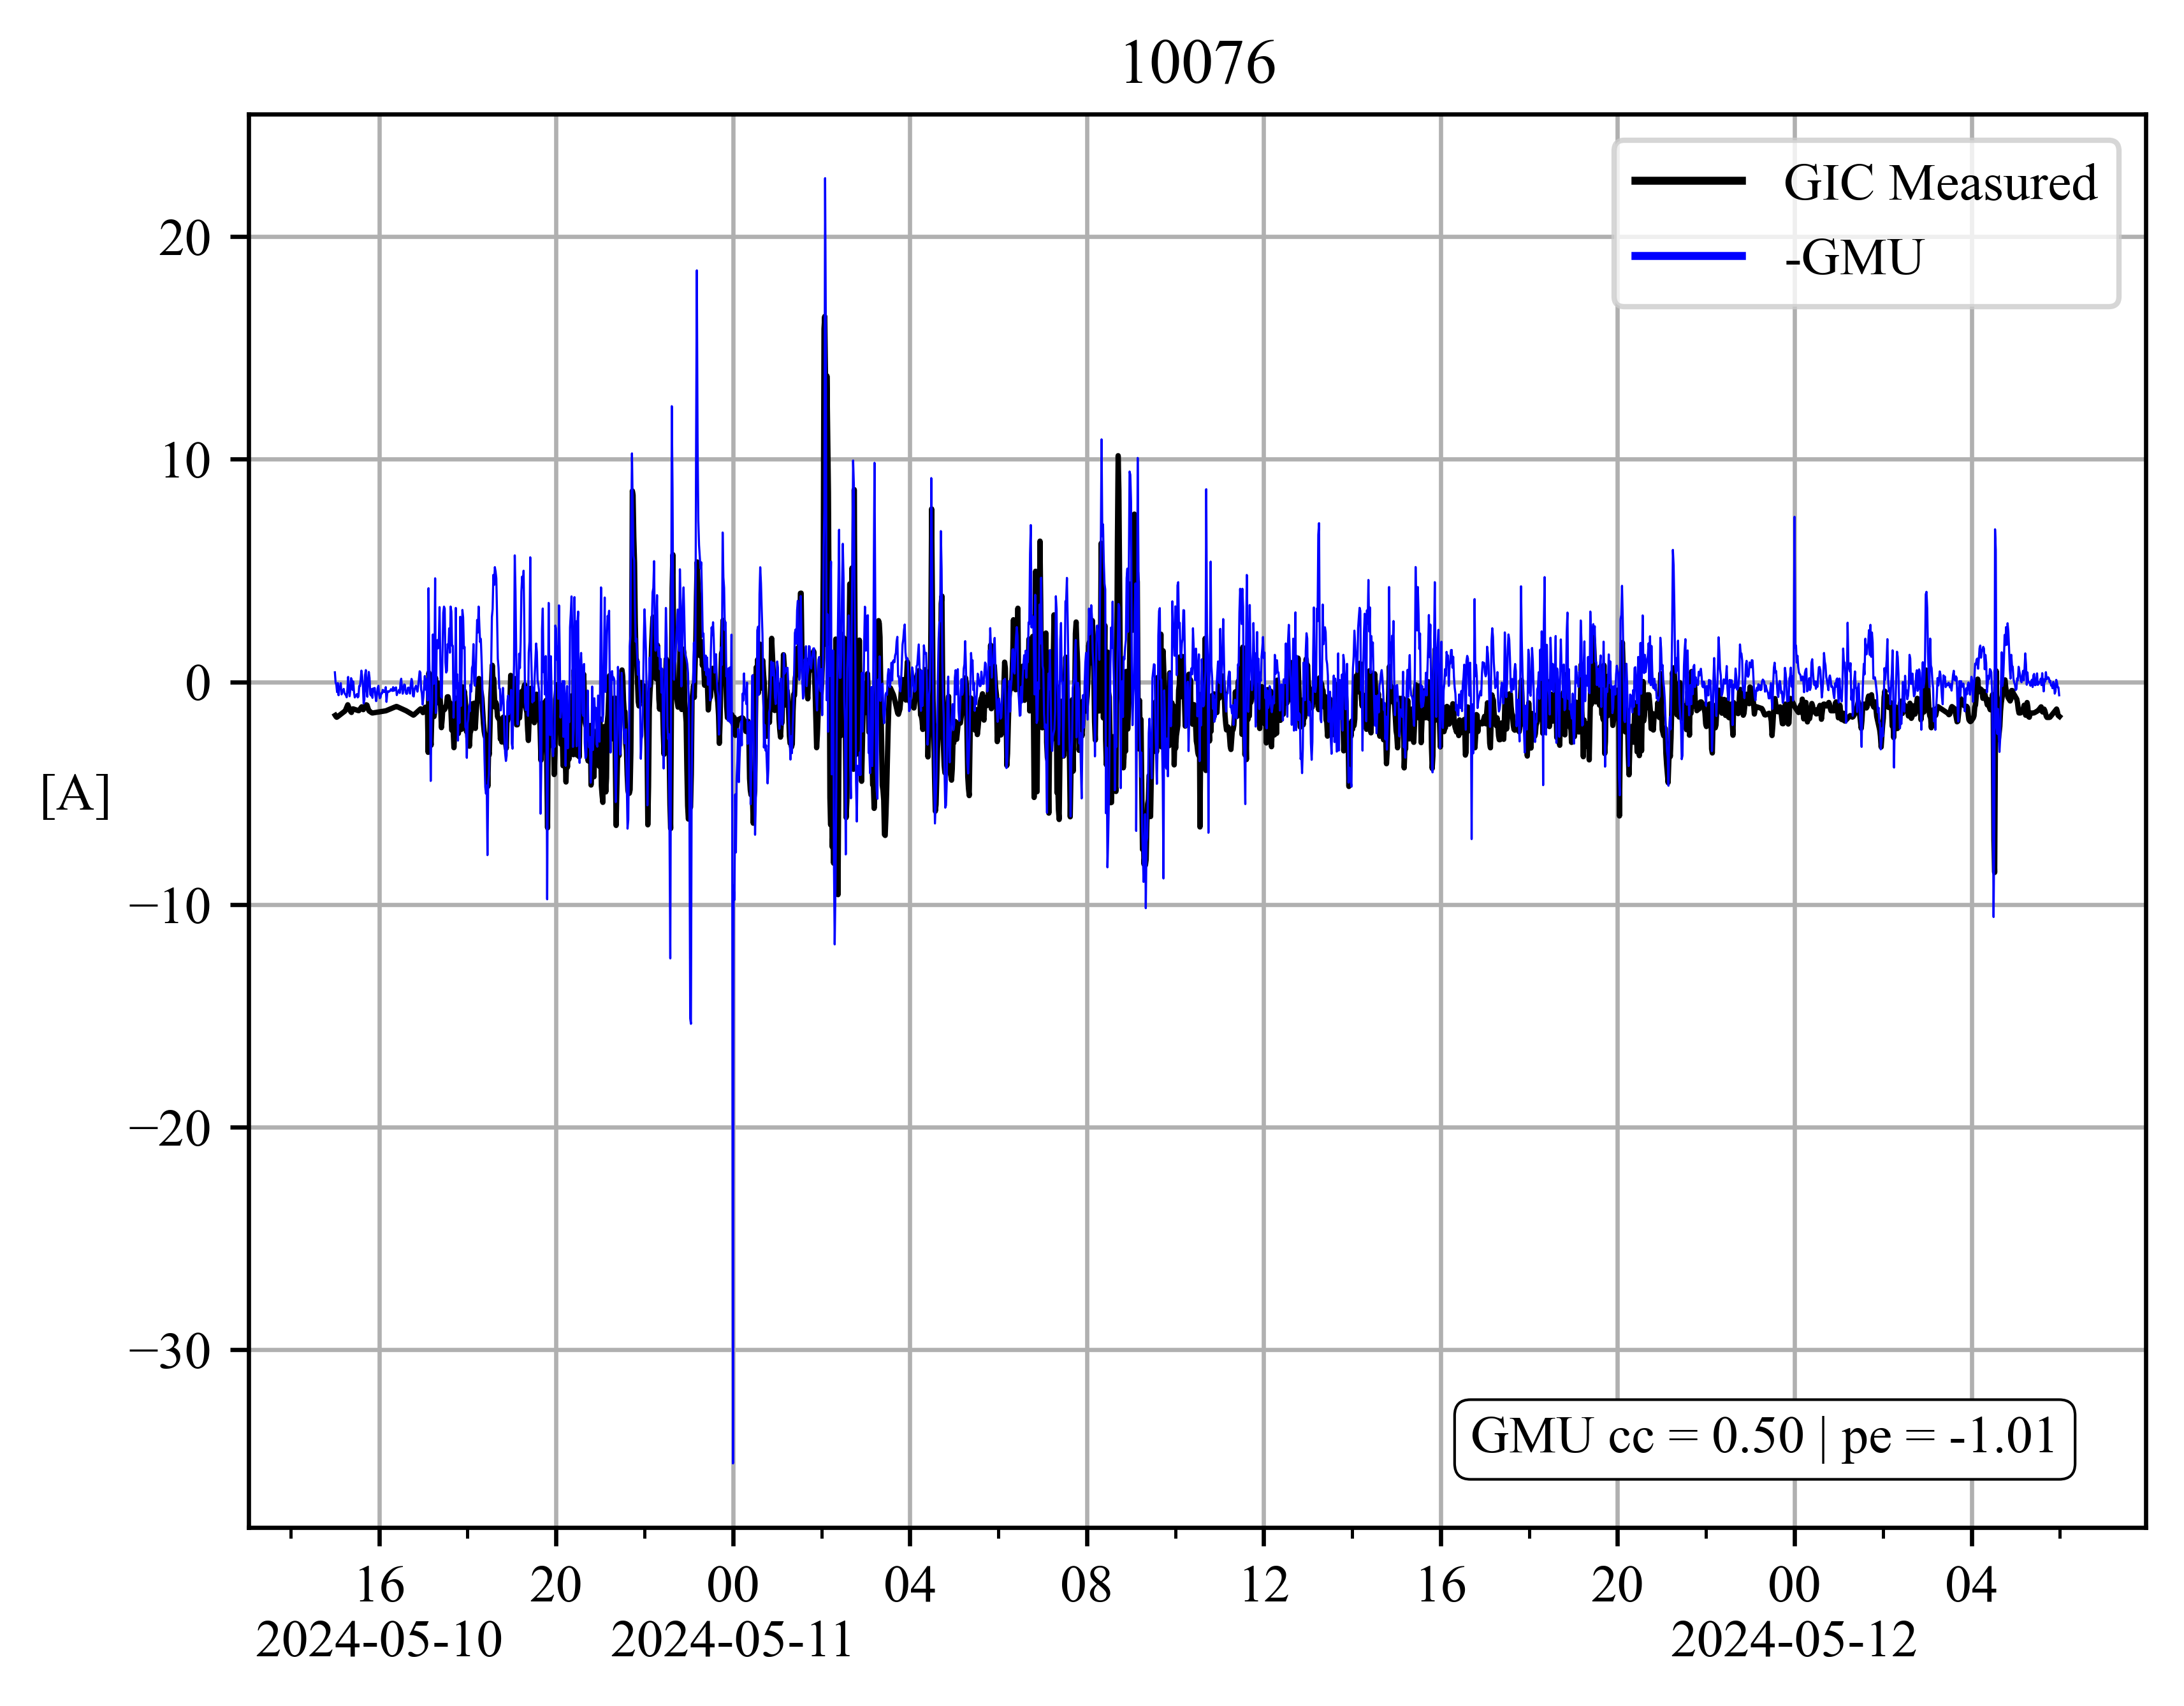 10076
GIC Measured
-GMU
20
10
0
−10
−20
−30
[A]
GMU cc = 0.50 | pe = -1.01
16 20 00 04 08 12 16 20 00 04
2024-05-10 2024-05-11 2024-05-12